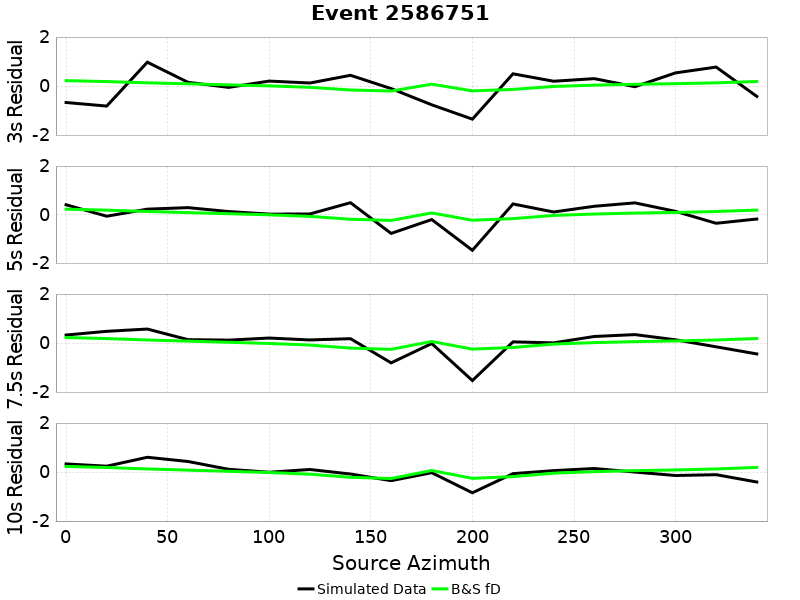 Event 2586751
3s Residual
2
0
-2
5s Residual
2
0
-2
7.5s Residual
2
0
-2
10s Residual
2
0
-2
0 50 100 150 200 250 300
Source Azimuth
Simulated Data B&S fD